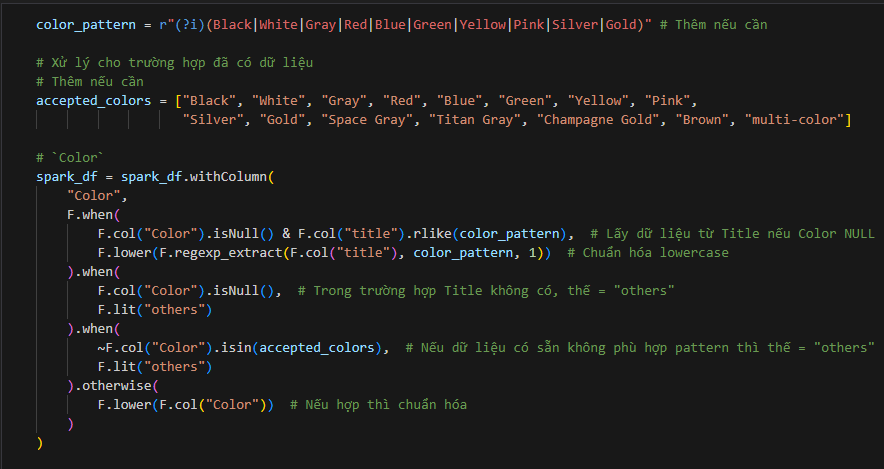 color_pattern = r"(?i)(Black|White|Gray|Red|Blue|Green|Yellow|Pink|Silver|Gold)" # Thêm nếu cần

# Xử lý cho trường hợp đã có dữ liệu
# Thêm nếu cần
accepted_colors = ["Black", "White", "Gray", "Red", "Blue", "Green", "Yellow", "Pink",
                   "Silver", "Gold", "Space Gray", "Titan Gray", "Champagne Gold", "Brown", "multi-color"]

# `Color`
spark_df = spark_df.withColumn(
    "Color",
    F.when(
        F.col("Color").isNull() & F.col("title").rlike(color_pattern),  # Lấy dữ liệu từ Title nếu Color NULL
        F.lower(F.regexp_extract(F.col("title"), color_pattern, 1))  # Chuẩn hóa lowercase
    ).when(
        F.col("Color").isNull(),  # Trong trường hợp Title không có, thế = "others"
        F.lit("others")
    ).when(
        ~F.col("Color").isin(accepted_colors),  # Nếu dữ liệu có sẵn không phù hợp pattern thì thế = "others"
        F.lit("others")
    ).otherwise(
        F.lower(F.col("Color"))  # Nếu hợp thì chuẩn hóa
    )
)